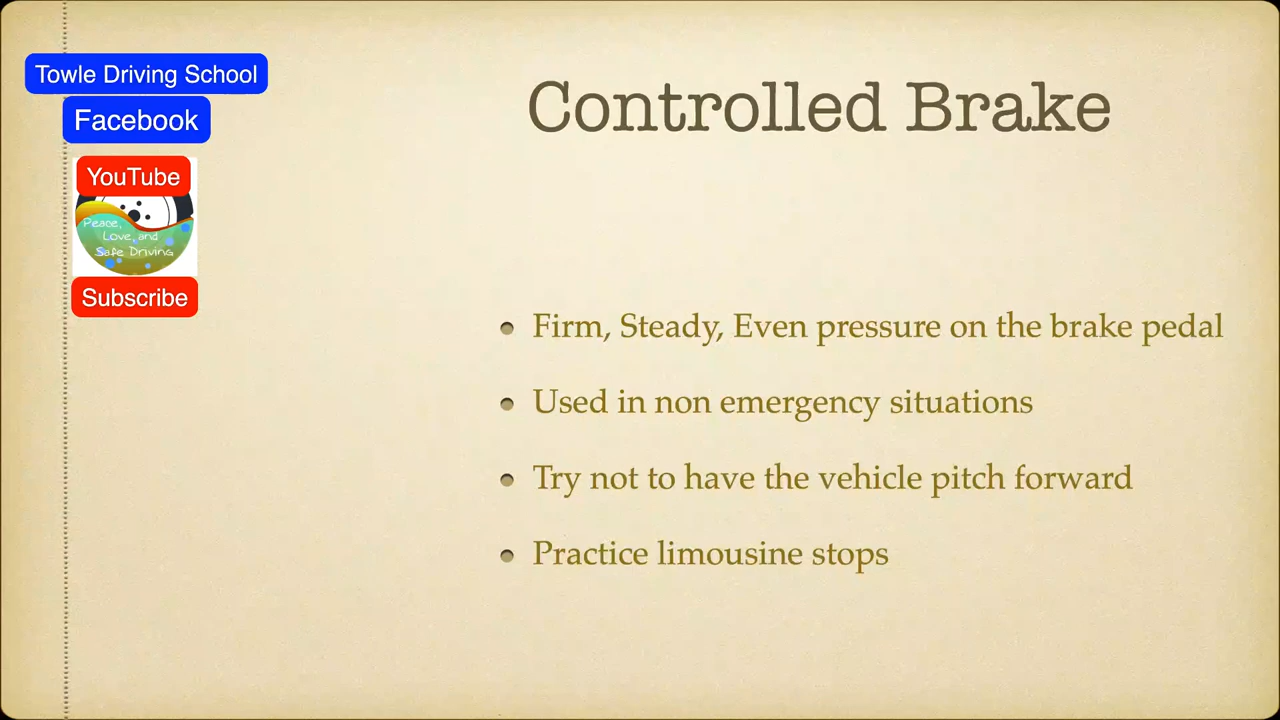 Towle Driving School
Facebook
YouTube
Peace,
Love, and
Safe Driving
Subscribe
Controlled Brake
Firm, Steady, Even pressure on the brake pedal
Used in non emergency situations
Try not to have the vehicle pitch forward
Practice limousine stops